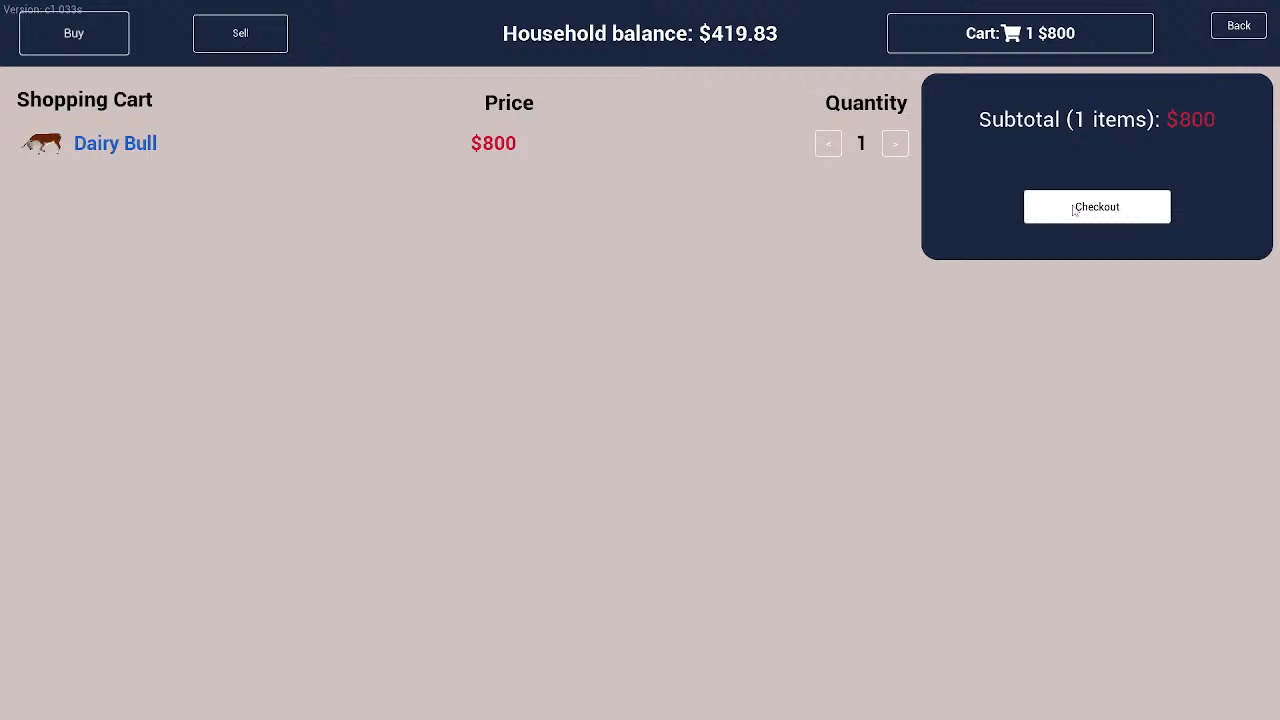 Version: c1.033s
Buy
Sell
Household balance: $419.83
Cart: 1 $800
Back
Shopping Cart
Price
Quantity
Dairy Bull
$800
<
1
>
Subtotal (1 items): $800
Checkout